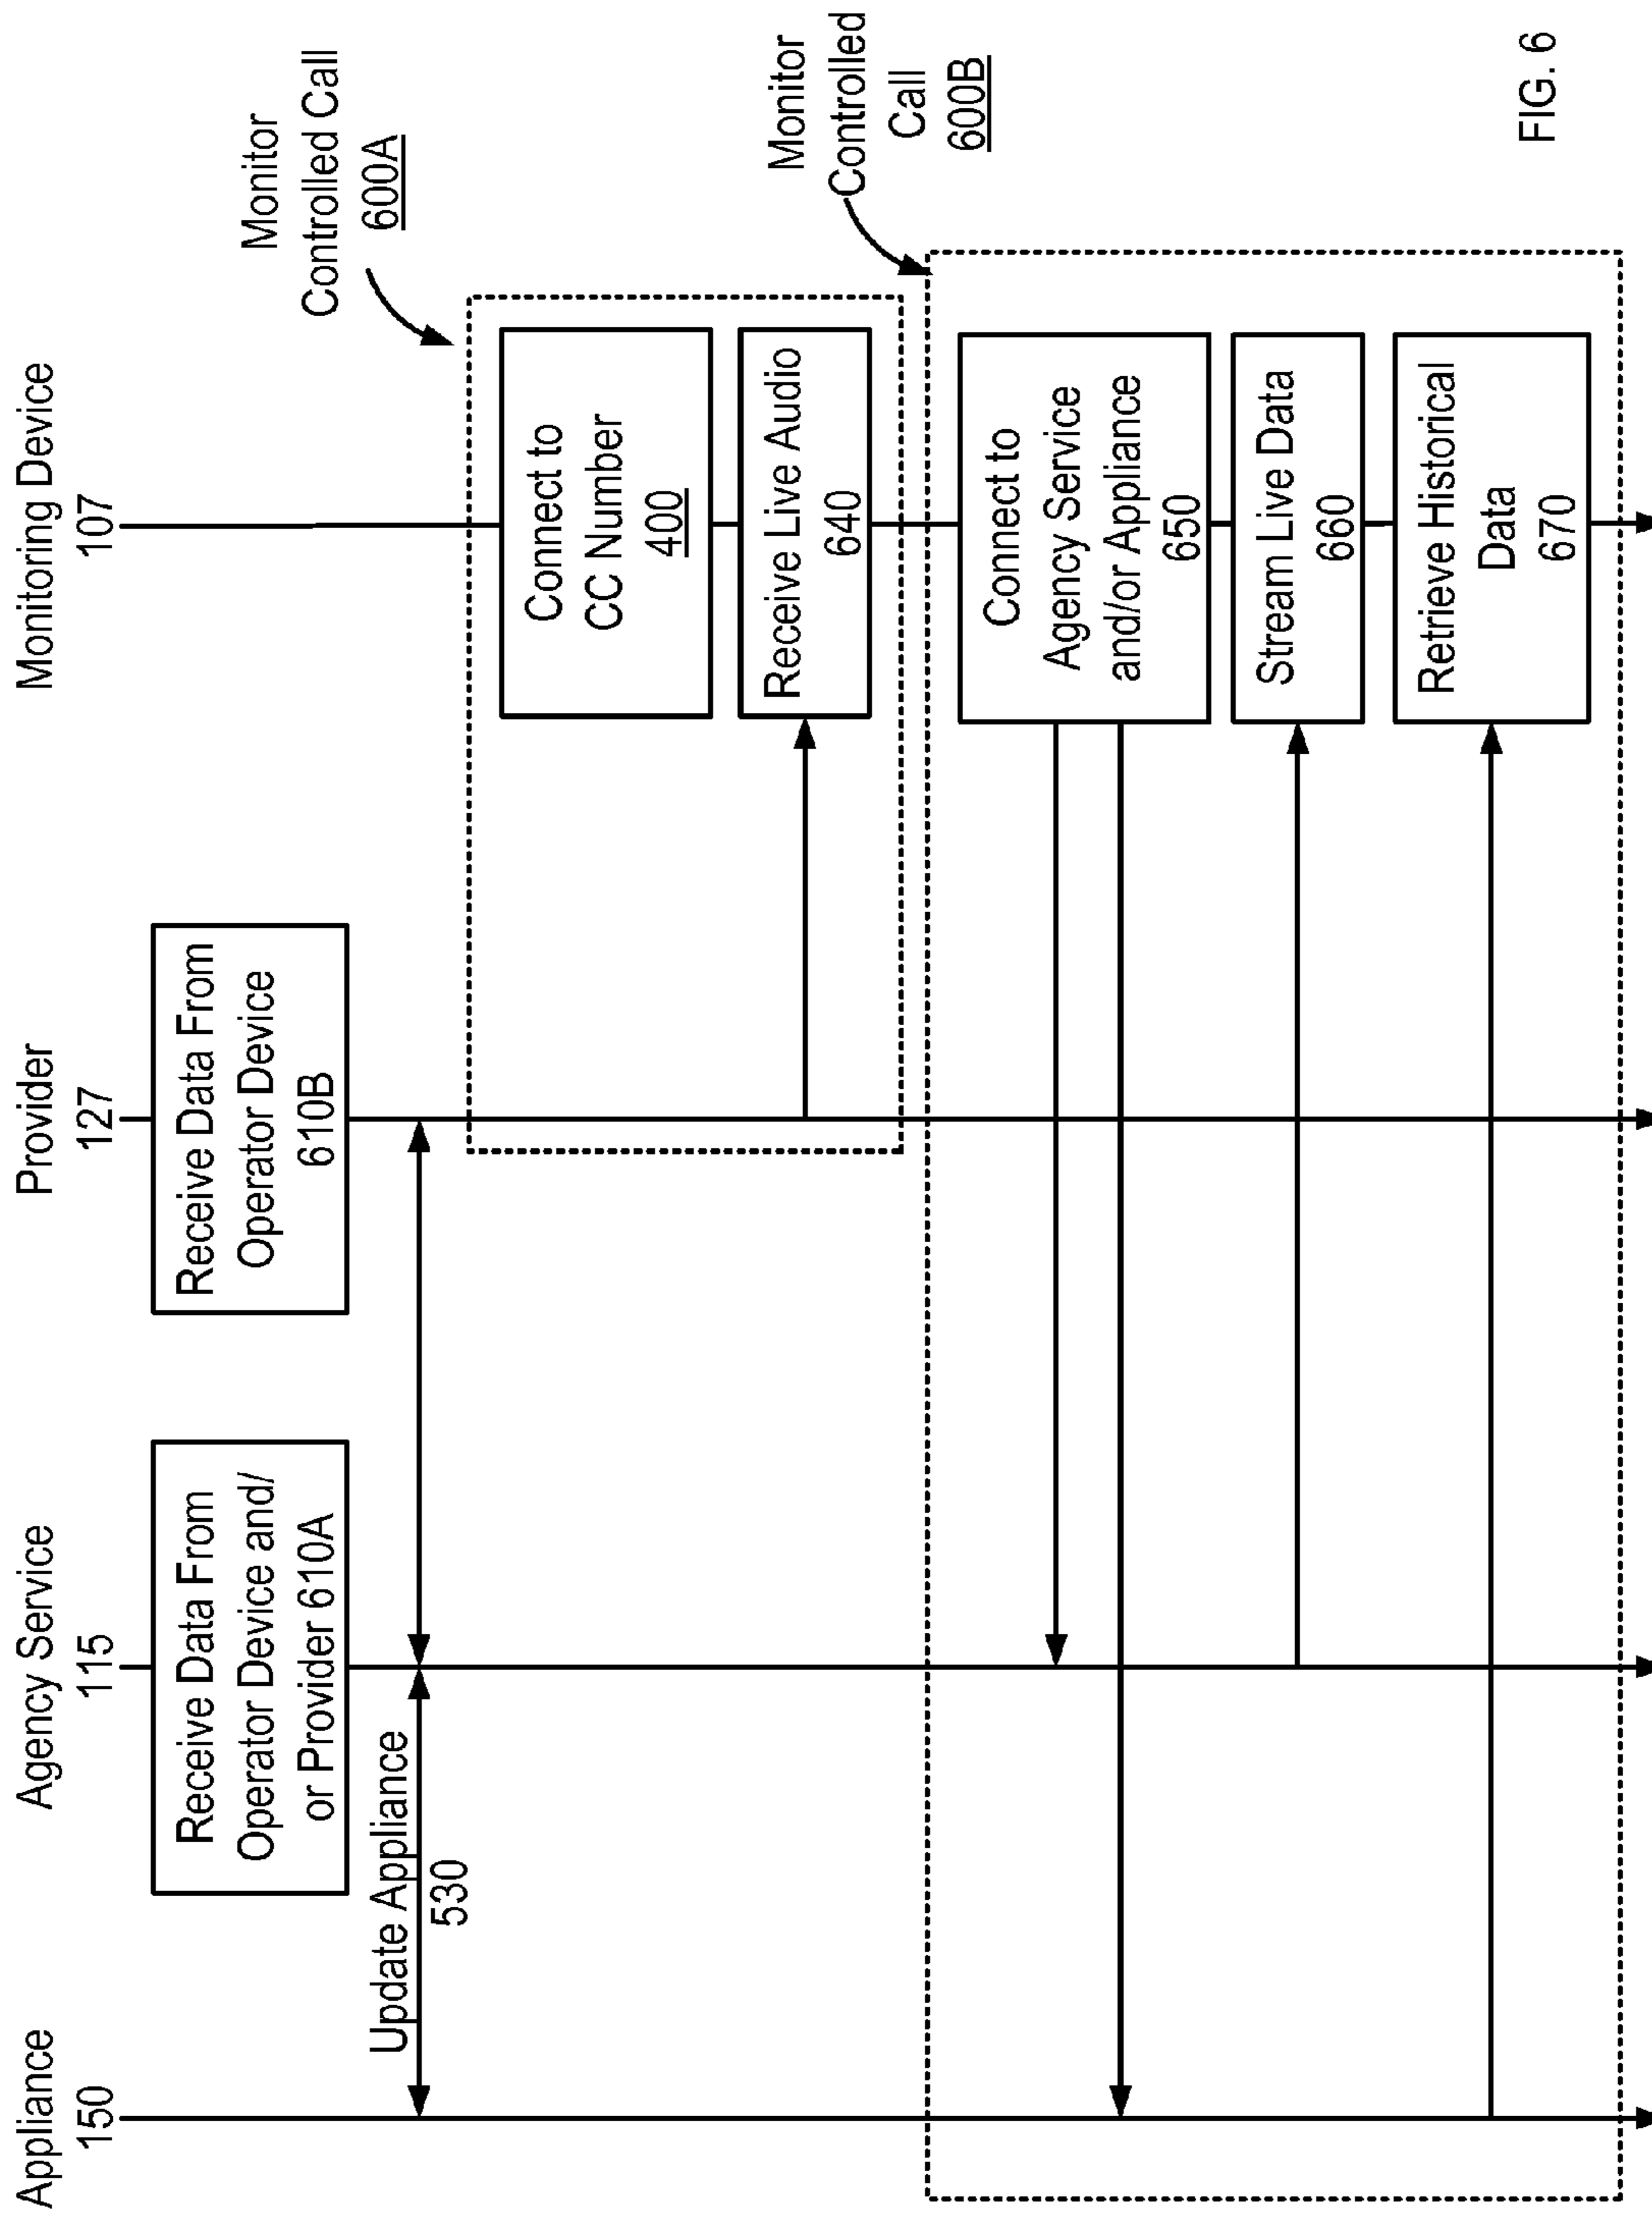 Appliance
150
Agency Service
115
Provider
127
Monitoring Device
107
Receive Data From
Operator Device and/
or Provider 610A
Receive Data From
Operator Device
610B
Update Appliance
530
Monitor
Controlled Call
600A
Connect to
CC Number
400
Receive Live Audio
640
Monitor
Controlled
Call
600B
Connect to
Agency Service
and/or Appliance
650
Stream Live Data
660
Retrieve Historical
Data
670
FIG. 6